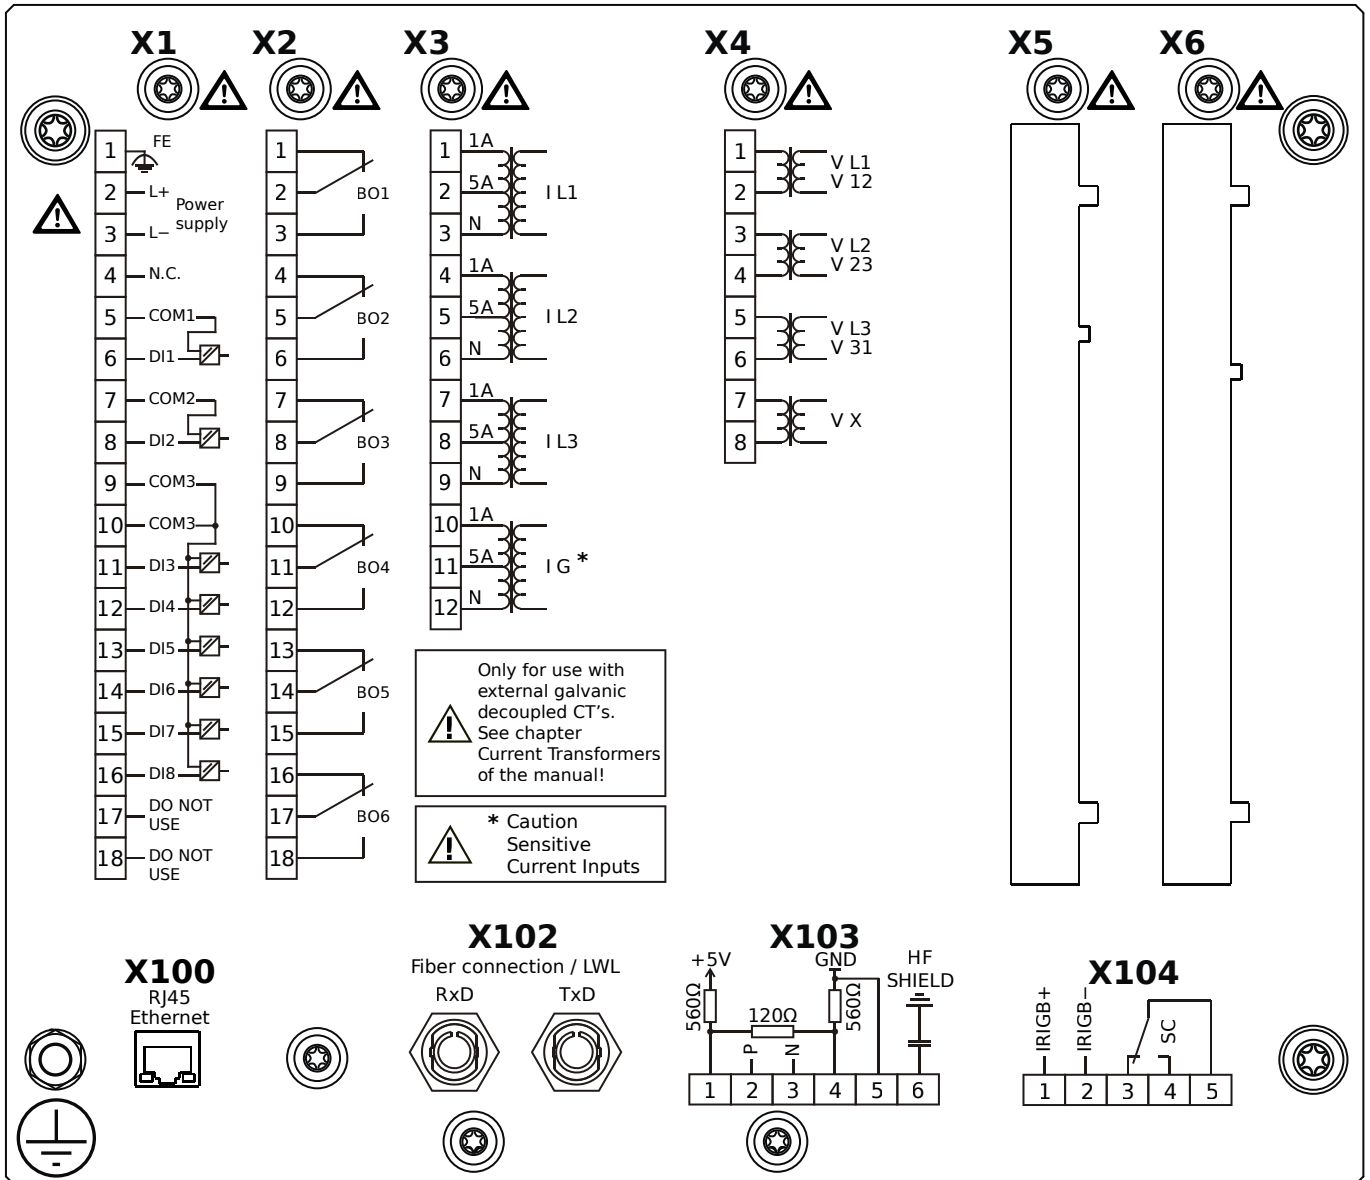 X1
X2
X3
X4
X5
X6
1
FE
2
L+
Power
supply
3
L−
4
N.C.
5
COM1
6
DI1
7
COM2
8
DI2
9
COM3
10
COM3
11
DI3
12
DI4
13
DI5
14
DI6
15
DI7
16
DI8
17
DO NOT
USE
18
DO NOT
USE
1
2
BO1
3
4
5
BO2
6
7
8
BO3
9
10
11
BO4
12
13
14
BO5
15
16
17
BO6
18
1
1A
2
5A
I L1
3
N
4
1A
5
5A
I L2
6
N
7
1A
8
5A
I L3
9
N
10
1A
11
5A
I G *
12
N
Only for use with
external galvanic
decoupled CT's.
See chapter
Current Transformers
of the manual!
* Caution
Sensitive
Current Inputs
1
2
V L1
V 12
3
4
V L2
V 23
5
6
V L3
V 31
7
8
V X
X100
RJ45
Ethernet
X102
Fiber connection / LWL
RxD
TxD
X103
+5V
GND
HF
SHIELD
560Ω
120Ω
560Ω
P
N
1
2
3
4
5
6
X104
IRIGB+
IRIGB−
SC
1
2
3
4
5